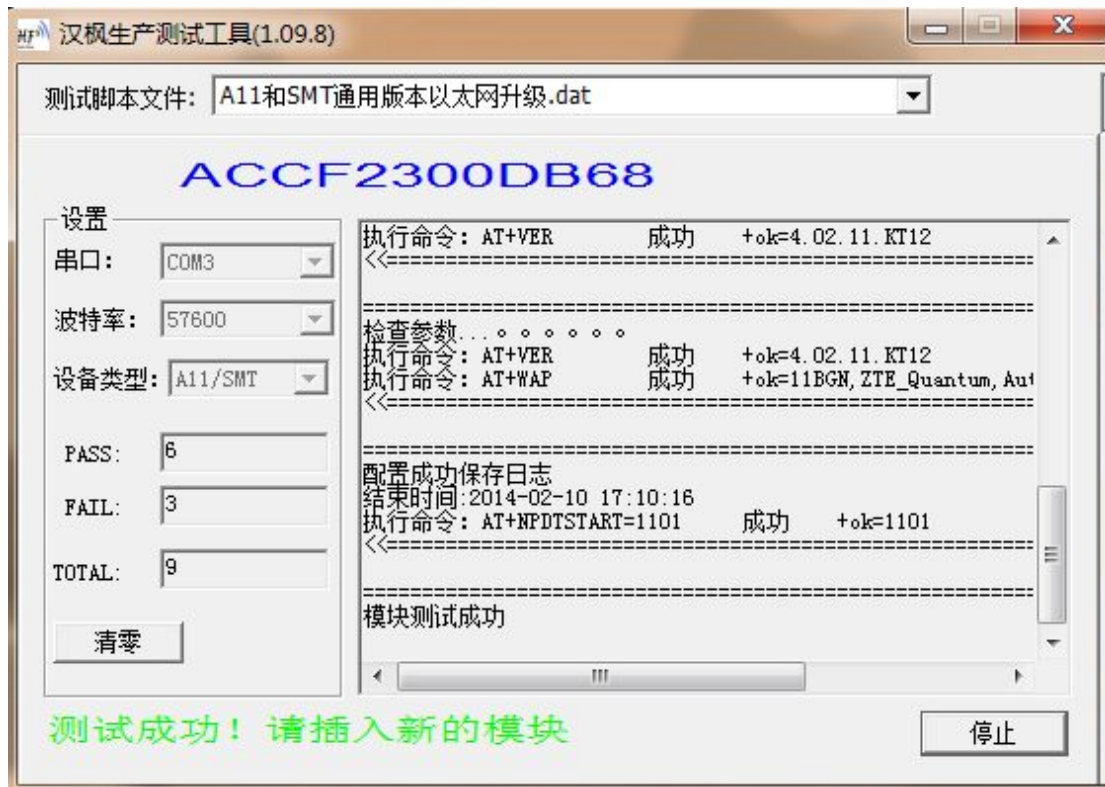 汉枫生产测试工具(1.09.8)
测试脚本文件: A11和SMT通用版本以太网升级.dat
ACCF2300DB68
设置
串口: COM3
波特率: 57600
设备类型: A11/SMT
PASS: 6
FAIL: 3
TOTAL: 9
清零
执行命令: AT+VER 成功 +ok=4.02.11.KT12
<<==========================================================
==========================================================
检查参数...。。。。。。
执行命令: AT+VER 成功 +ok=4.02.11.KT12
执行命令: AT+WAP 成功 +ok=11BGN,ZTE_Quantum,Aut
<<==========================================================
==========================================================
配置成功保存日志
结束时间:2014-02-10 17:10:16
执行命令: AT+NPDTSTART=1101 成功 +ok=1101
<<==========================================================
==========================================================
模块测试成功
测试成功! 请插入新的模块
停止